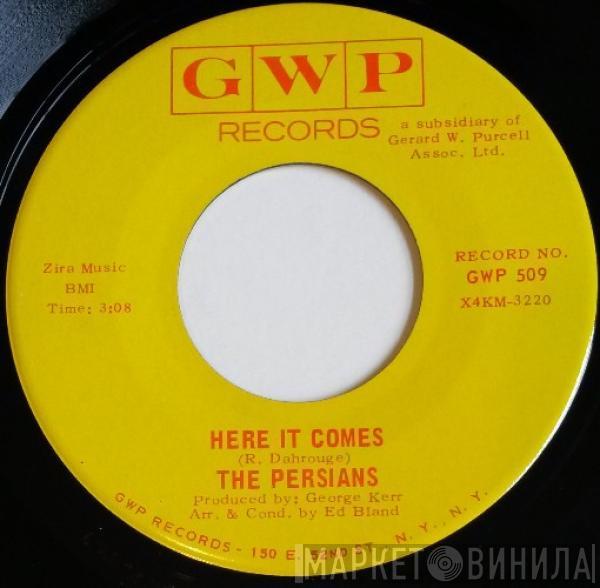 GWP
RECORDS
a subsidiary of
Gerard W. Purcell
Assoc. Ltd.
Zira Music
BMI
Time: 3:08
RECORD NO.
GWP 509
X4KM-3220
HERE IT COMES
(R. Dahrouge)
THE PERSIANS
Produced by: George Kerr
Arr. & Cond. by Ed Bland
GWP RECORDS - 150 E. 52ND ST. N.Y., N.Y.
МАРКЕТ ВИНИЛА